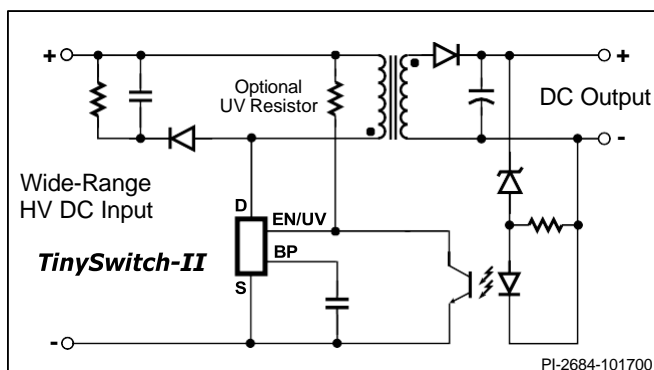 +
+
Optional
UV Resistor
DC Output
-
Wide-Range
HV DC Input
D
EN/UV
BP
TinySwitch-II
S
-
PI-2684-101700